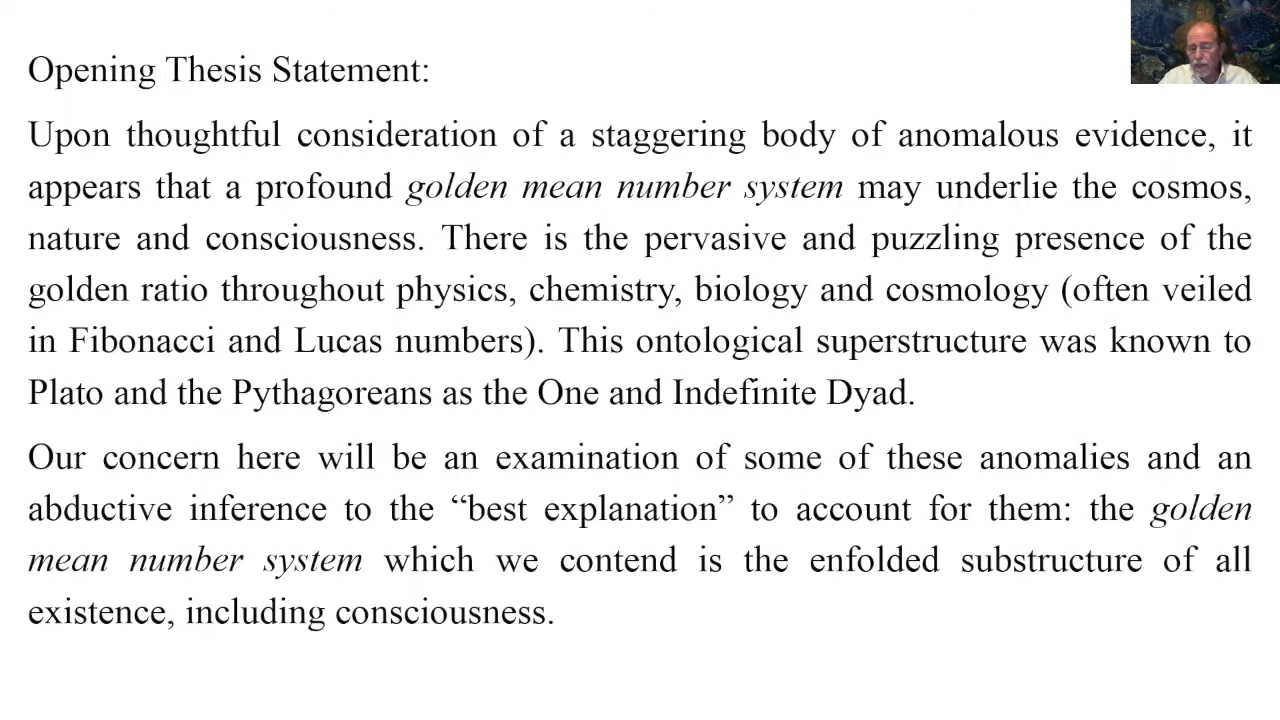 Opening Thesis Statement:
Upon thoughtful consideration of a staggering body of anomalous evidence, it
appears that a profound golden mean number system may underlie the cosmos,
nature and consciousness. There is the pervasive and puzzling presence of the
golden ratio throughout physics, chemistry, biology and cosmology (often veiled
in Fibonacci and Lucas numbers). This ontological superstructure was known to
Plato and the Pythagoreans as the One and Indefinite Dyad.
Our concern here will be an examination of some of these anomalies and an
abductive inference to the “best explanation” to account for them: the golden
mean number system which we contend is the enfolded substructure of all
existence, including consciousness.